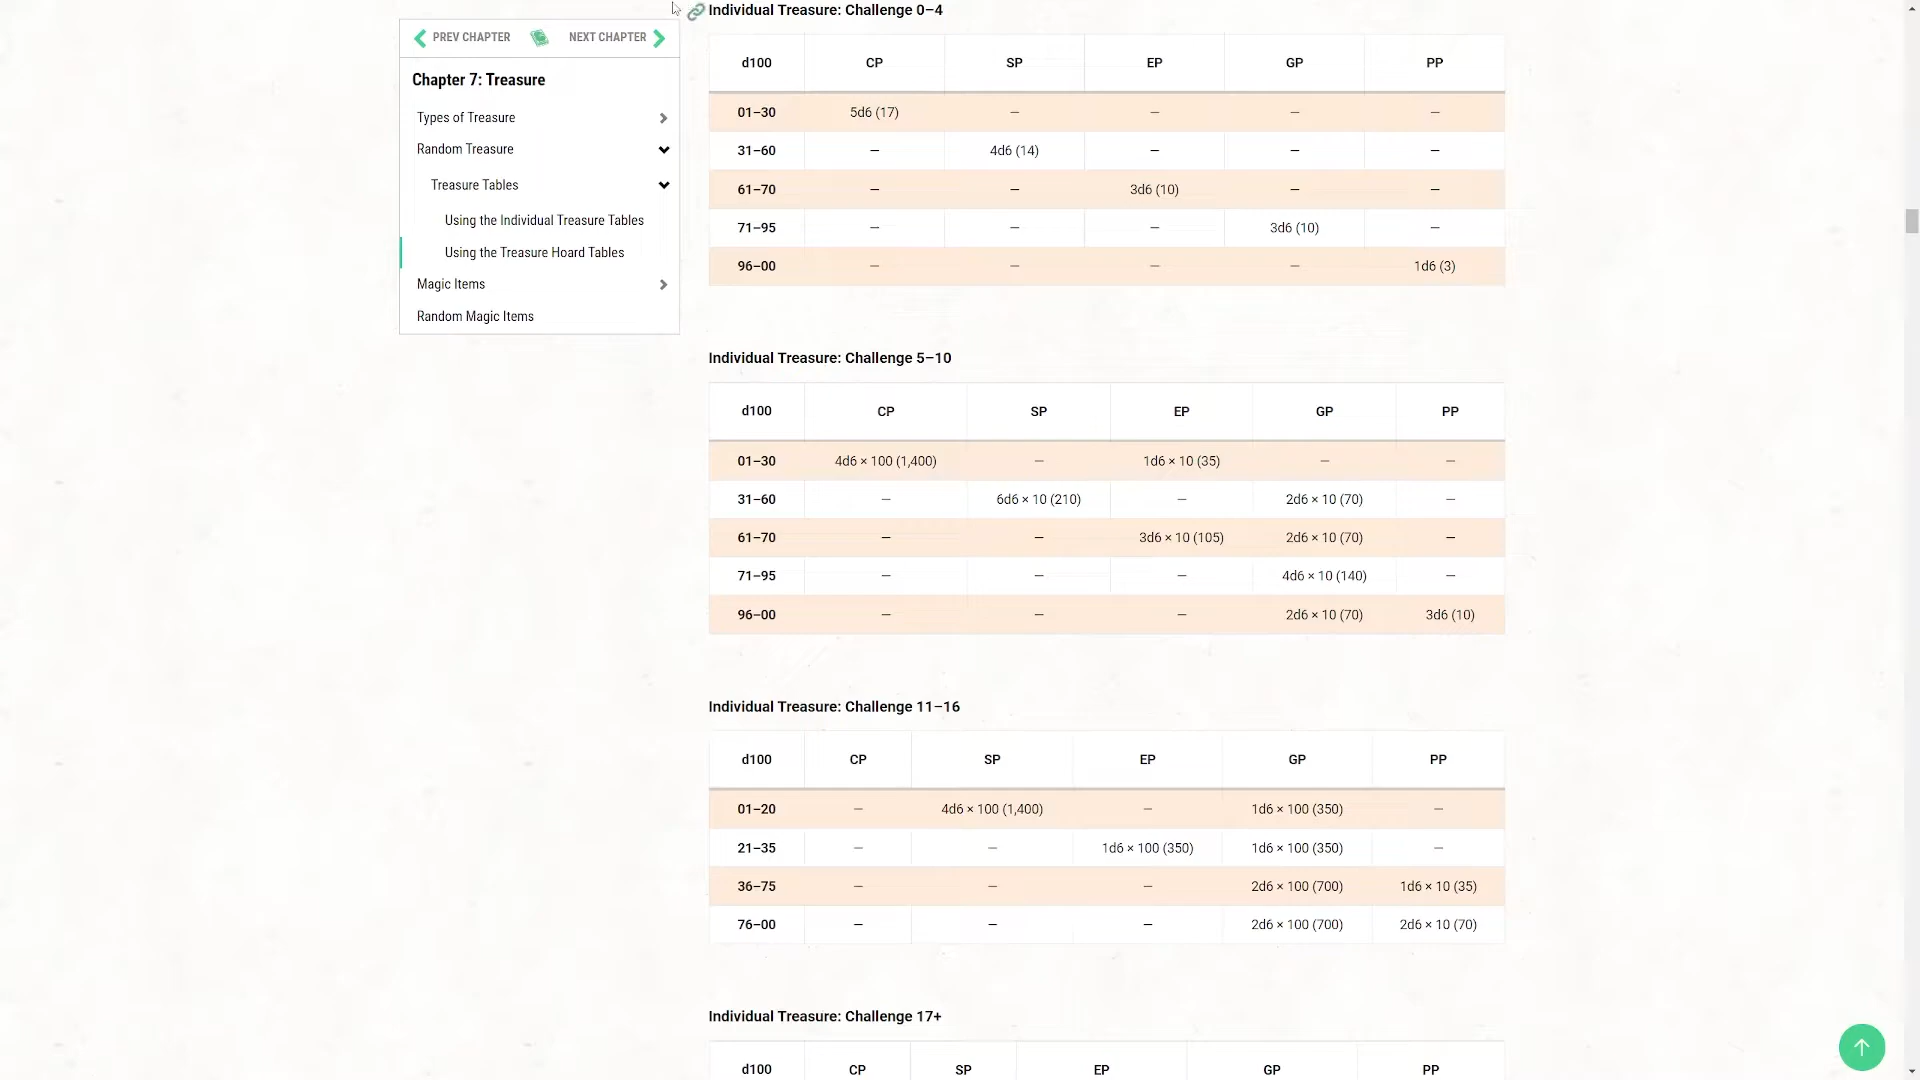 PREV CHAPTER NEXT CHAPTER
Chapter 7: Treasure
Types of Treasure
Random Treasure
Treasure Tables
Using the Individual Treasure Tables
Using the Treasure Hoard Tables
Magic Items
Random Magic Items
Individual Treasure: Challenge 0–4
d100 CP SP EP GP PP
01–30 5d6 (17) — — — —
31–60 — 4d6 (14) — — —
61–70 — — 3d6 (10) — —
71–95 — — — 3d6 (10) —
96–00 — — — — 1d6 (3)
Individual Treasure: Challenge 5–10
d100 CP SP EP GP PP
01–30 4d6 × 100 (1,400) — 1d6 × 10 (35) — —
31–60 — 6d6 × 10 (210) — 2d6 × 10 (70) —
61–70 — — 3d6 × 10 (105) 2d6 × 10 (70) —
71–95 — — — 4d6 × 10 (140) —
96–00 — — — 2d6 × 10 (70) 3d6 (10)
Individual Treasure: Challenge 11–16
d100 CP SP EP GP PP
01–20 — 4d6 × 100 (1,400) — 1d6 × 100 (350) —
21–35 — — 1d6 × 100 (350) 1d6 × 100 (350) —
36–75 — — — 2d6 × 100 (700) 1d6 × 10 (35)
76–00 — — — 2d6 × 100 (700) 2d6 × 10 (70)
Individual Treasure: Challenge 17+
d100 CP SP EP GP PP